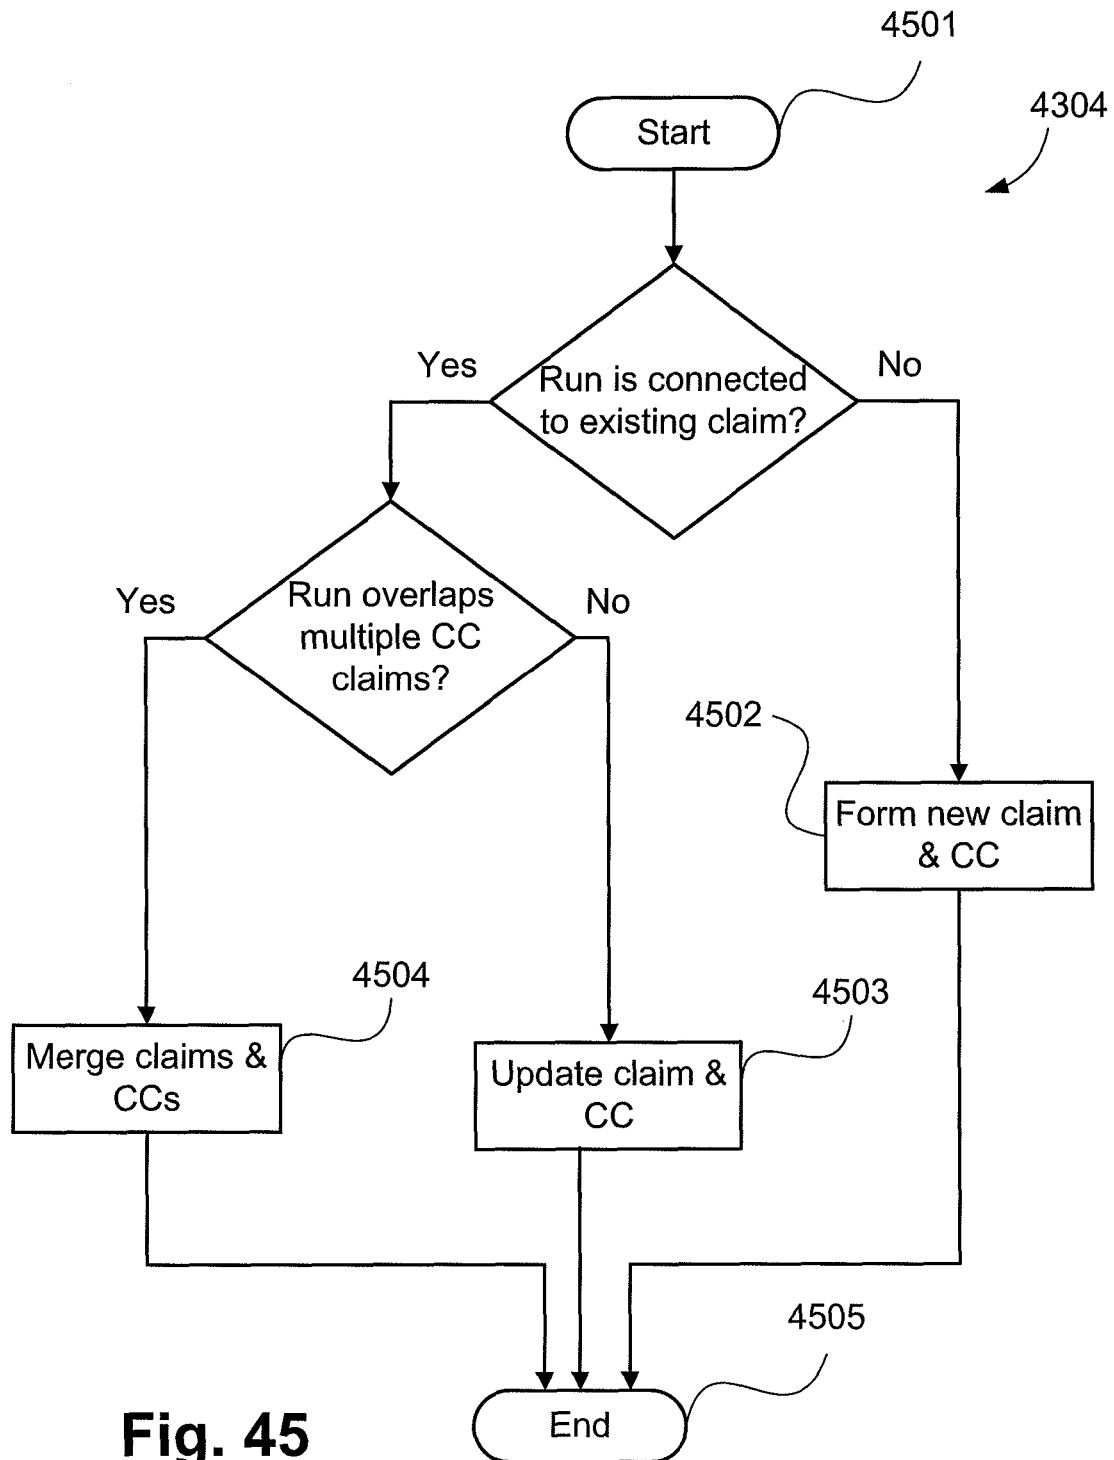 4501
4304
Start
Yes
No
Run is connected
to existing claim?
Yes
No
Run overlaps
multiple CC
claims?
4502
Form new claim
& CC
4504
4503
Merge claims &
CCs
Update claim &
CC
4505
End
Fig. 45